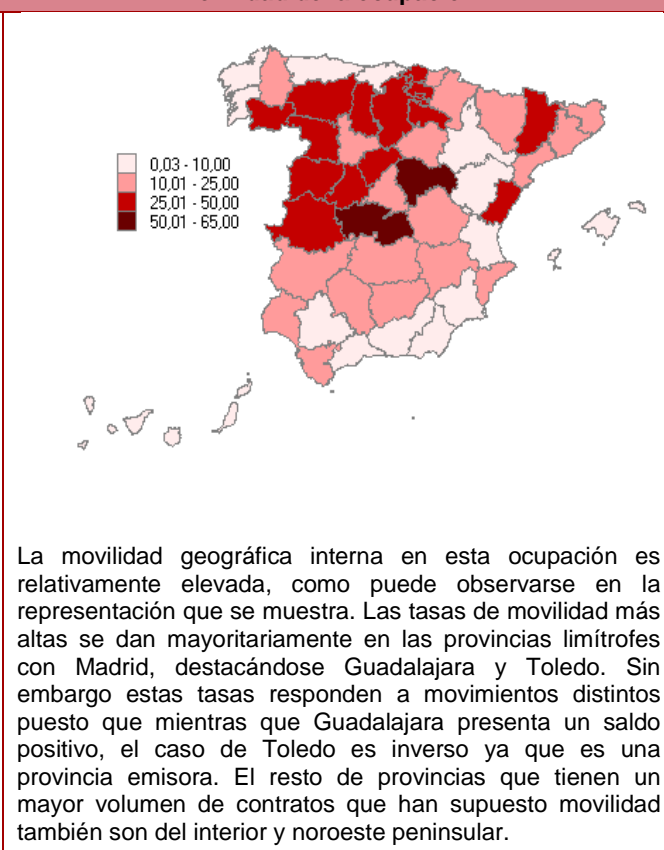 0,03 - 10,00
10,01 - 25,00
25,01 - 50,00
50,01 - 65,00
La movilidad geográfica interna en esta ocupación es
relativamente elevada, como puede observarse en la
representación que se muestra. Las tasas de movilidad más
altas se dan mayoritariamente en las provincias limítrofes
con Madrid, destacándose Guadalajara y Toledo. Sin
embargo estas tasas responden a movimientos distintos
puesto que mientras que Guadalajara presenta un saldo
positivo, el caso de Toledo es inverso ya que es una
provincia emisora. El resto de provincias que tienen un
mayor volumen de contratos que han supuesto movilidad
también son del interior y noroeste peninsular.